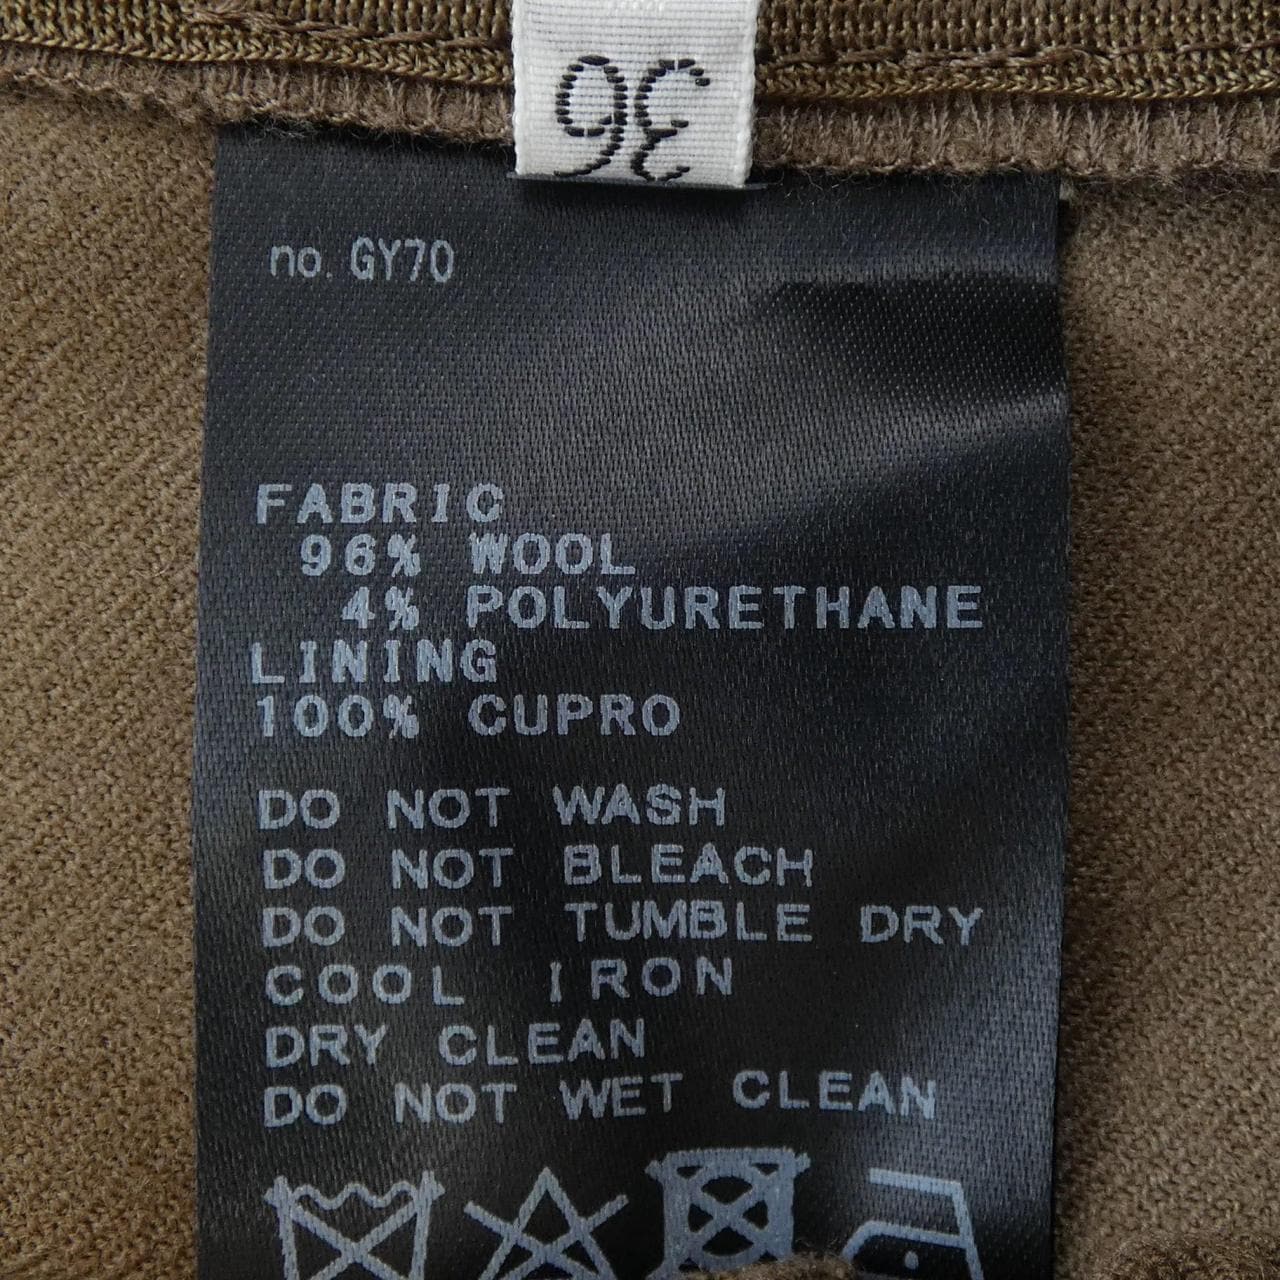 36
no. GY70
FABRIC
96% WOOL
4% POLYURETHANE
LINING
100% CUPRO
DO NOT WASH
DO NOT BLEACH
DO NOT TUMBLE DRY
COOL IRON
DRY CLEAN
DO NOT WET CLEAN